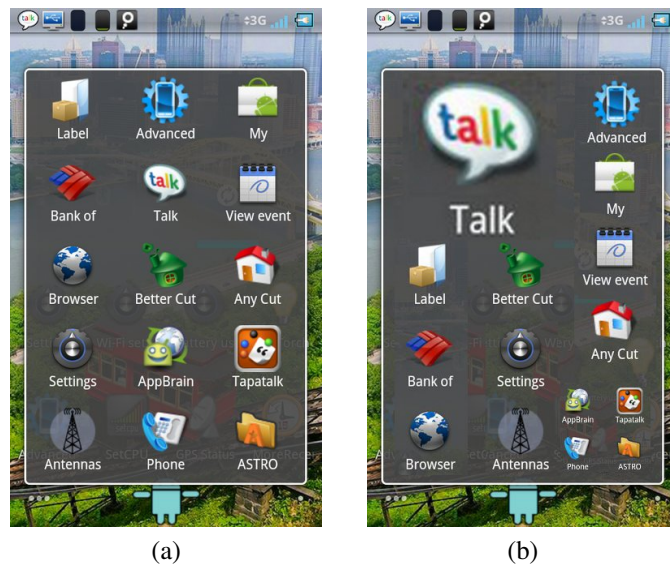 talk 3G
Label Advanced My
talk
Bank of Talk View event
Browser Better Cut Any Cut
Settings AppBrain Tapatalk
Antennas Phone ASTRO
(a)
talk 3G
talk
Advanced
My
Talk
View event
Label Better Cut
Any Cut
Bank of Settings
AppBrain Tapatalk
Browser Antennas Phone ASTRO
(b)